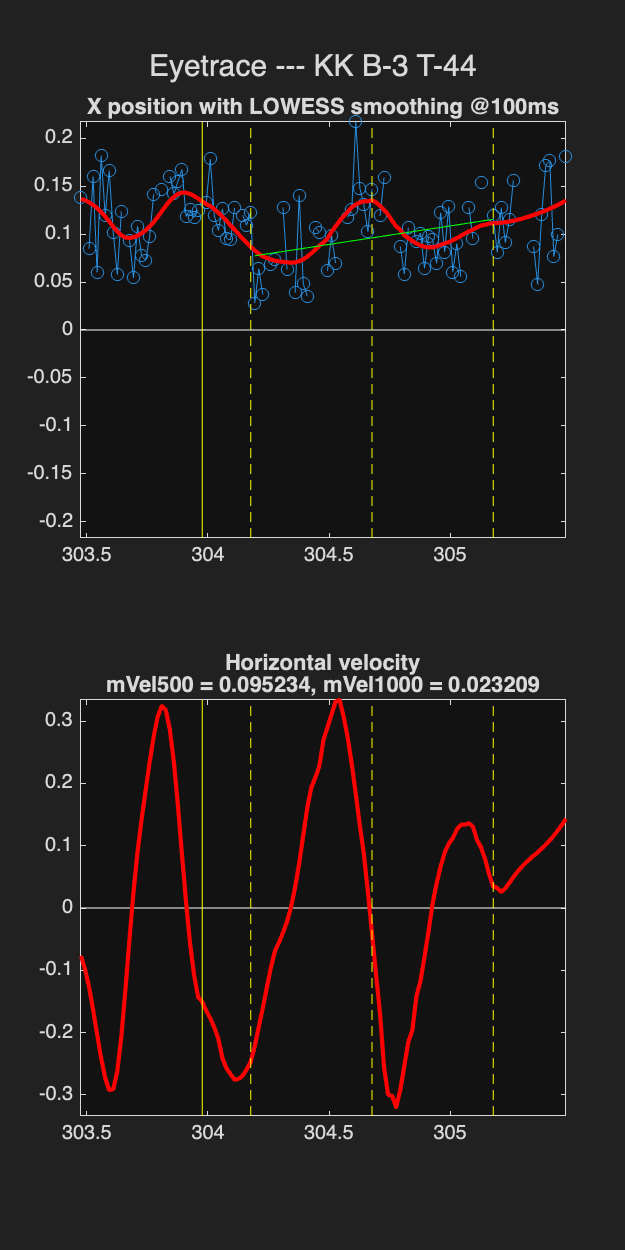 Eyetrace --- KK B-3 T-44
X position with LOWESS smoothing @100ms
0.2
0.15
0.1
0.05
0
-0.05
-0.1
-0.15
-0.2
303.5 304 304.5 305
Horizontal velocity
mVel500 = 0.095234, mVel1000 = 0.023209
0.3
0.2
0.1
0
-0.1
-0.2
-0.3
303.5 304 304.5 305